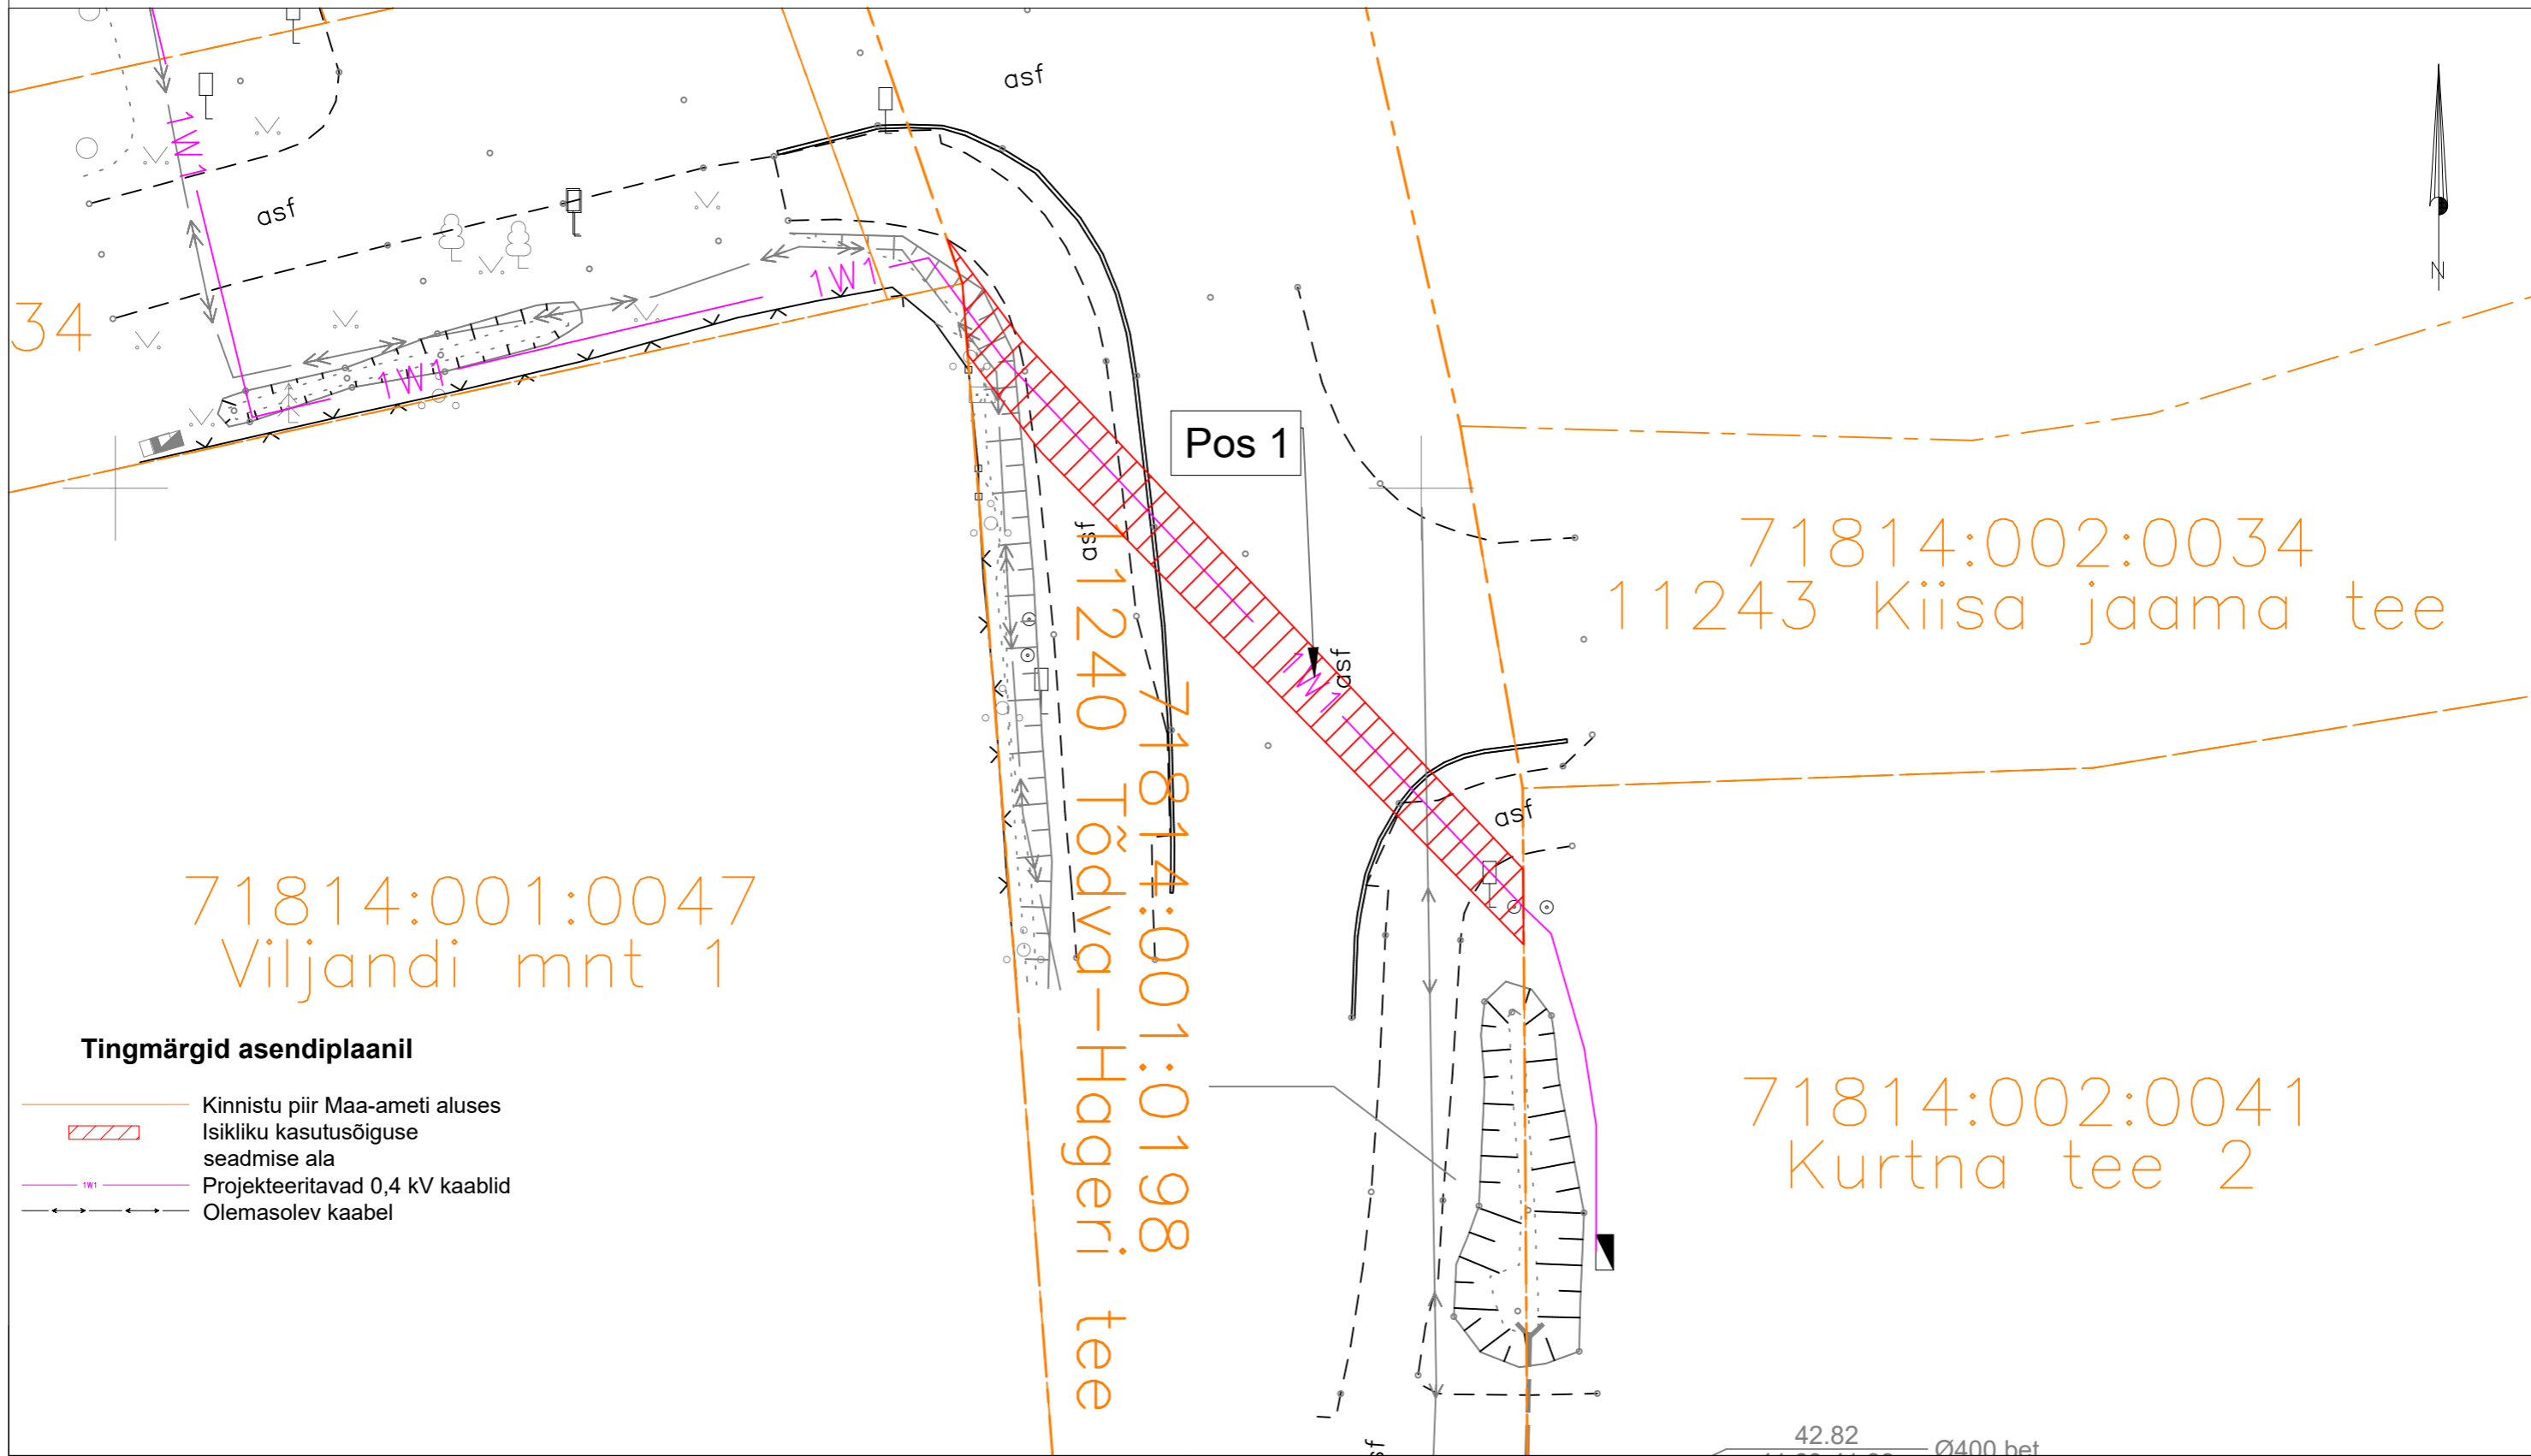 asf
1W1
asf
N
34
1W1
1W1
Pos 1
asf
71814:002:0034
11243 Kiisa jaama tee
asf
1W1
asf
71814:001:0198
11240 Tõdva-Hageri tee
71814:001:0047
Viljandi mnt 1
Tingmärgid asendiplaanil
Kinnistu piir Maa-ameti aluses
Isikliku kasutusõiguse
seadmise ala
1W1
Projekteeritavad 0,4 kV kaablid
Olemasolev kaabel
71814:002:0041
Kurtna tee 2
42.82
Ø400 bet